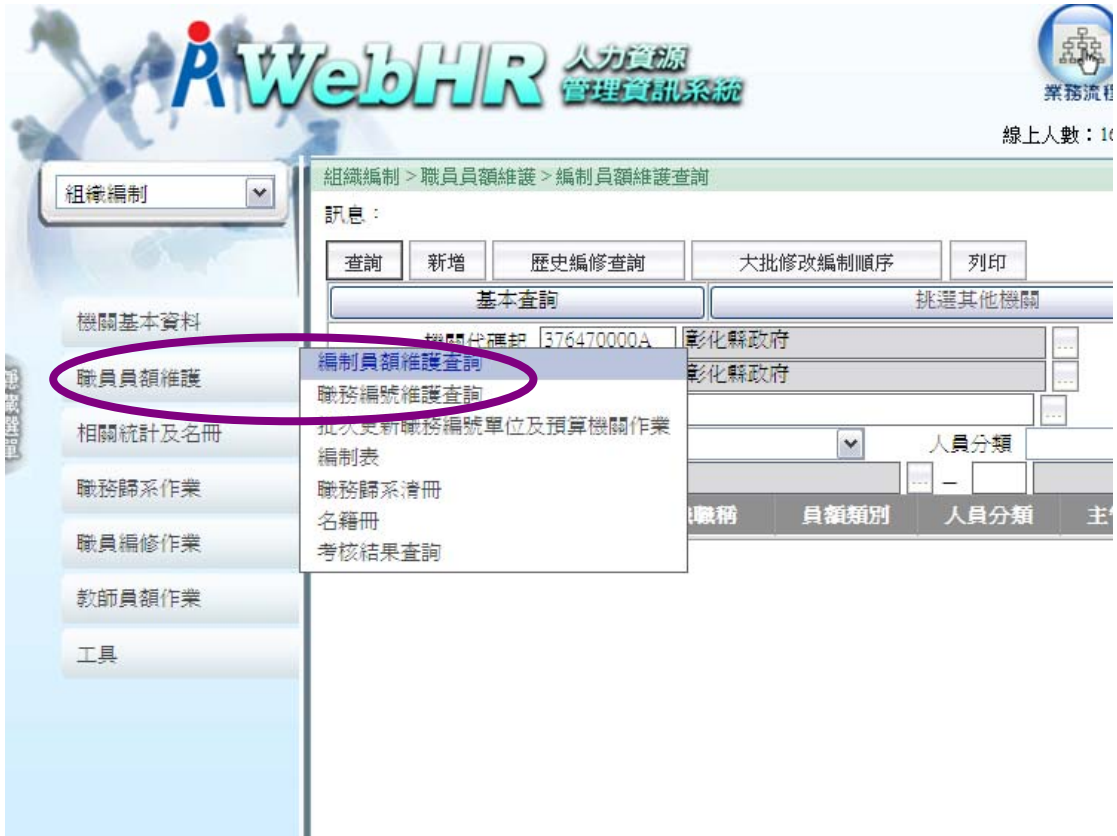 WebHR 人力資源
管理資訊系統
業務流程
線上人數：16
組織編制
組織編制 > 職員員額維護 > 編制員額維護查詢
訊息：
查詢 新增 歷史編修查詢 大批修改編制順序 列印
基本查詢 挑選其他機關
機關代碼起 376470000A 彰化縣政府 ...
彰化縣政府 ...
...
人員分類
... –
職稱 員額類別 人員分類
機關基本資料
職員員額維護
相關統計及名冊
職務歸系作業
職員編修作業
教師員額作業
工具
編制員額維護查詢
職務編號維護查詢
批次更新職務編號單位及預算機關作業
編制表
職務歸系清冊
名籍冊
考核結果查詢